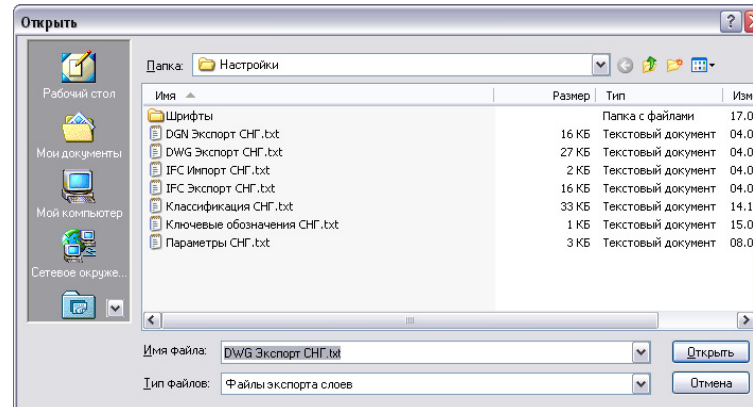 Открыть
Папка: Настройки
Рабочий стол
Мои документы
Мой компьютер
Сетевое окруже...
Имя Размер Тип Изм
Шрифты Папка с файлами 17.0
DGN Экспорт СНГ.txt 16 КБ Текстовый документ 04.0
DWG Экспорт СНГ.txt 27 КБ Текстовый документ 04.0
IFC Импорт СНГ.txt 2 КБ Текстовый документ 04.0
IFC Экспорт СНГ.txt 16 КБ Текстовый документ 04.0
Классификация СНГ.txt 33 КБ Текстовый документ 14.1
Ключевые обозначения СНГ.txt 1 КБ Текстовый документ 15.0
Параметры СНГ.txt 3 КБ Текстовый документ 08.0
Имя файла: DWG Экспорт СНГ.txt Открыть
Тип файлов: Файлы экспорта слоев Отмена